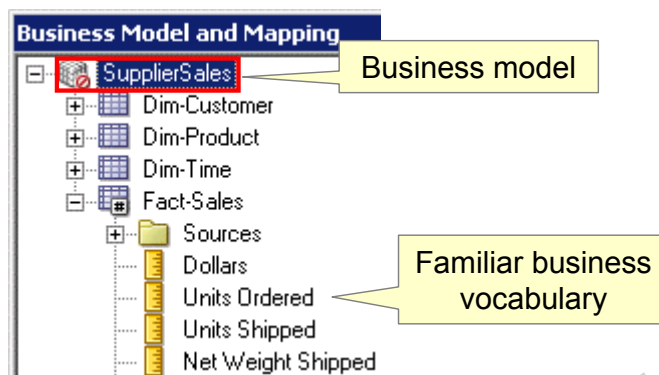 Business Model and Mapping
SupplierSales
Business model
Dim-Customer
Dim-Product
Dim-Time
Fact-Sales
Sources
Dollars
Familiar business
vocabulary
Units Ordered
Units Shipped
Net Weight Shipped